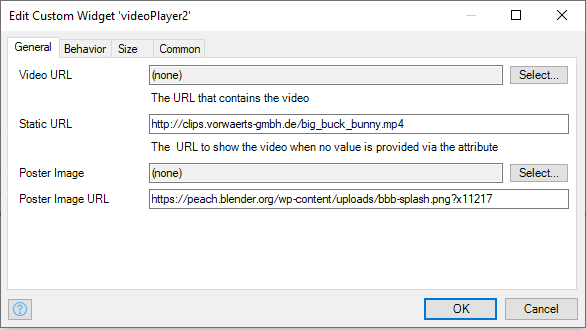 Edit Custom Widget 'videoPlayer2'
General Behavior Size Common
Video URL (none) Select...
The URL that contains the video
Static URL http://clips.vorwaerts-gmbh.de/big_buck_bunny.mp4
The URL to show the video when no value is provided via the attribute
Poster Image (none) Select...
Poster Image URL https://peach.blender.org/wp-content/uploads/bbb-splash.png?x11217
? OK Cancel